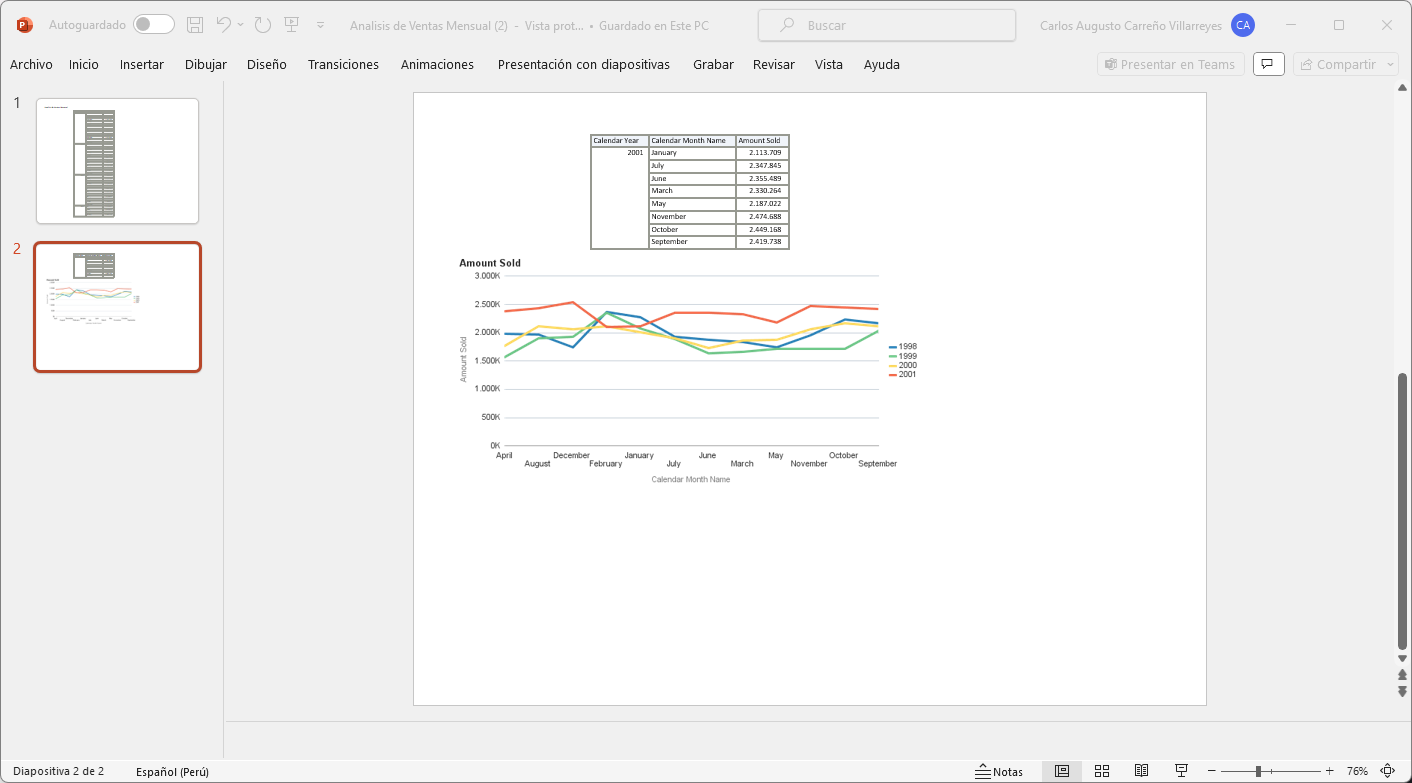 Autoguardado
Analisis de Ventas Mensual (2) - Vista prot... • Guardado en Este PC
Buscar
Carlos Augusto Carreño Villarreyes CA
Archivo Inicio Insertar Dibujar Diseño Transiciones Animaciones Presentación con diapositivas Grabar Revisar Vista Ayuda
Presentar en Teams
Compartir
1
2
Calendar Year Calendar Month Name Amount Sold
2001 January 2.113.709
July 2.347.845
June 2.355.489
March 2.330.264
May 2.187.022
November 2.474.688
October 2.449.168
September 2.419.738
Amount Sold
3.000K
2.500K
2.000K
1.500K
1.000K
500K
0K
Amount Sold
1998
1999
2000
2001
April August December February January July June March May November October September
Calendar Month Name
Diapositiva 2 de 2 Español (Perú) Notas 76%